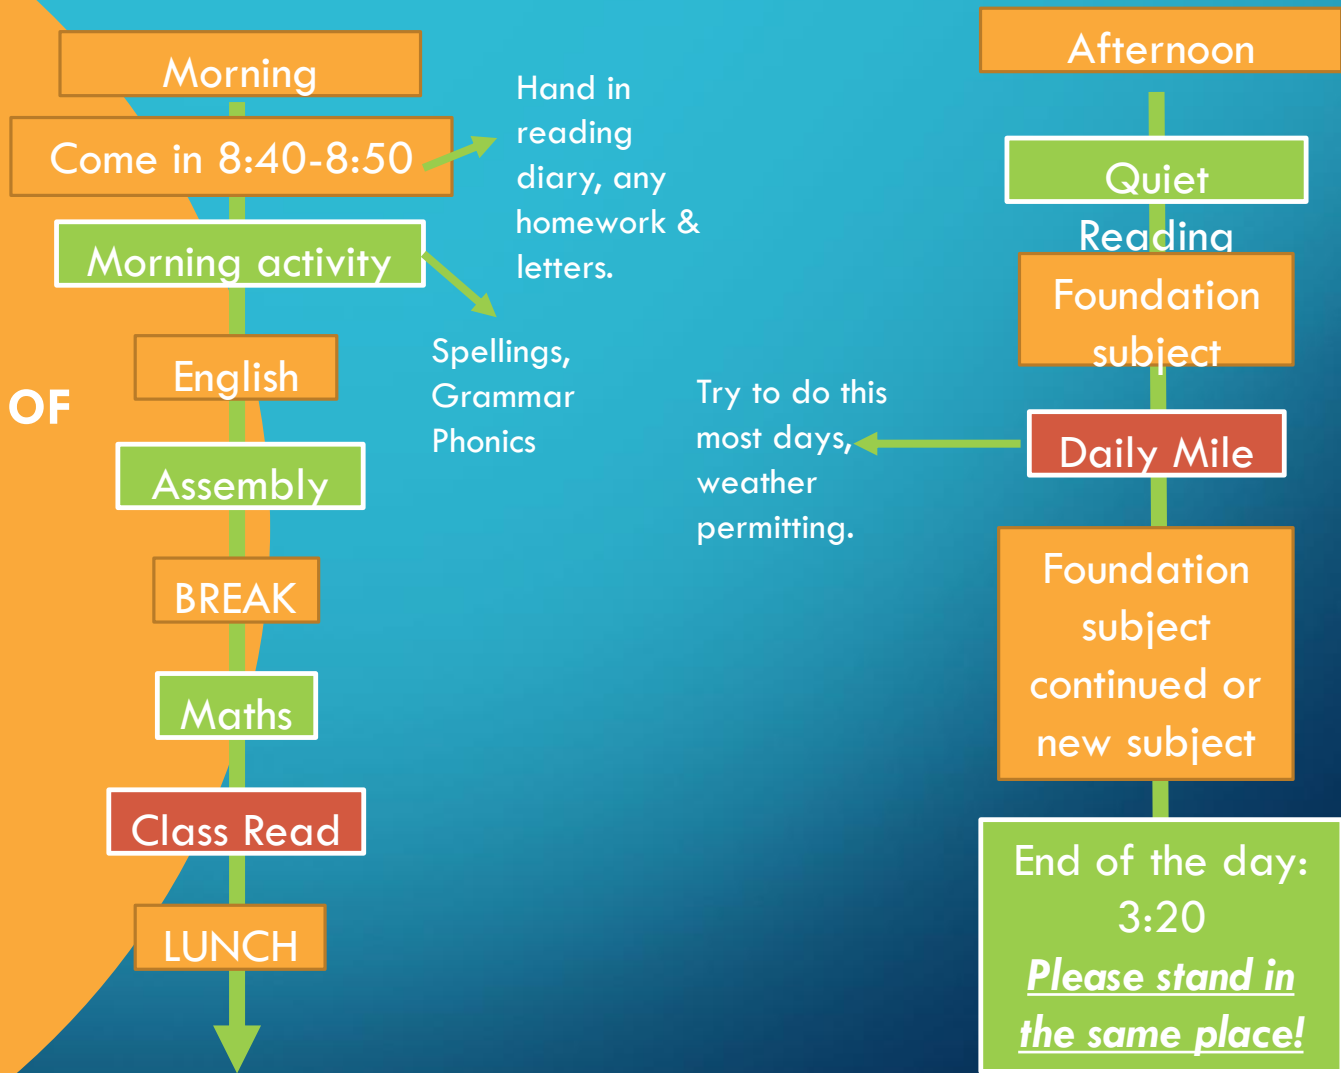 OF
Morning
Come in 8:40-8:50
Hand in
reading
diary, any
homework &
letters.
Morning activity
Spellings,
Grammar
Phonics
English
Assembly
BREAK
Maths
Class Read
LUNCH
Afternoon
Quiet
Reading
Foundation
subject
Daily Mile
Try to do this
most days,
weather
permitting.
Foundation
subject
continued or
new subject
End of the day:
3:20
Please stand in
the same place!